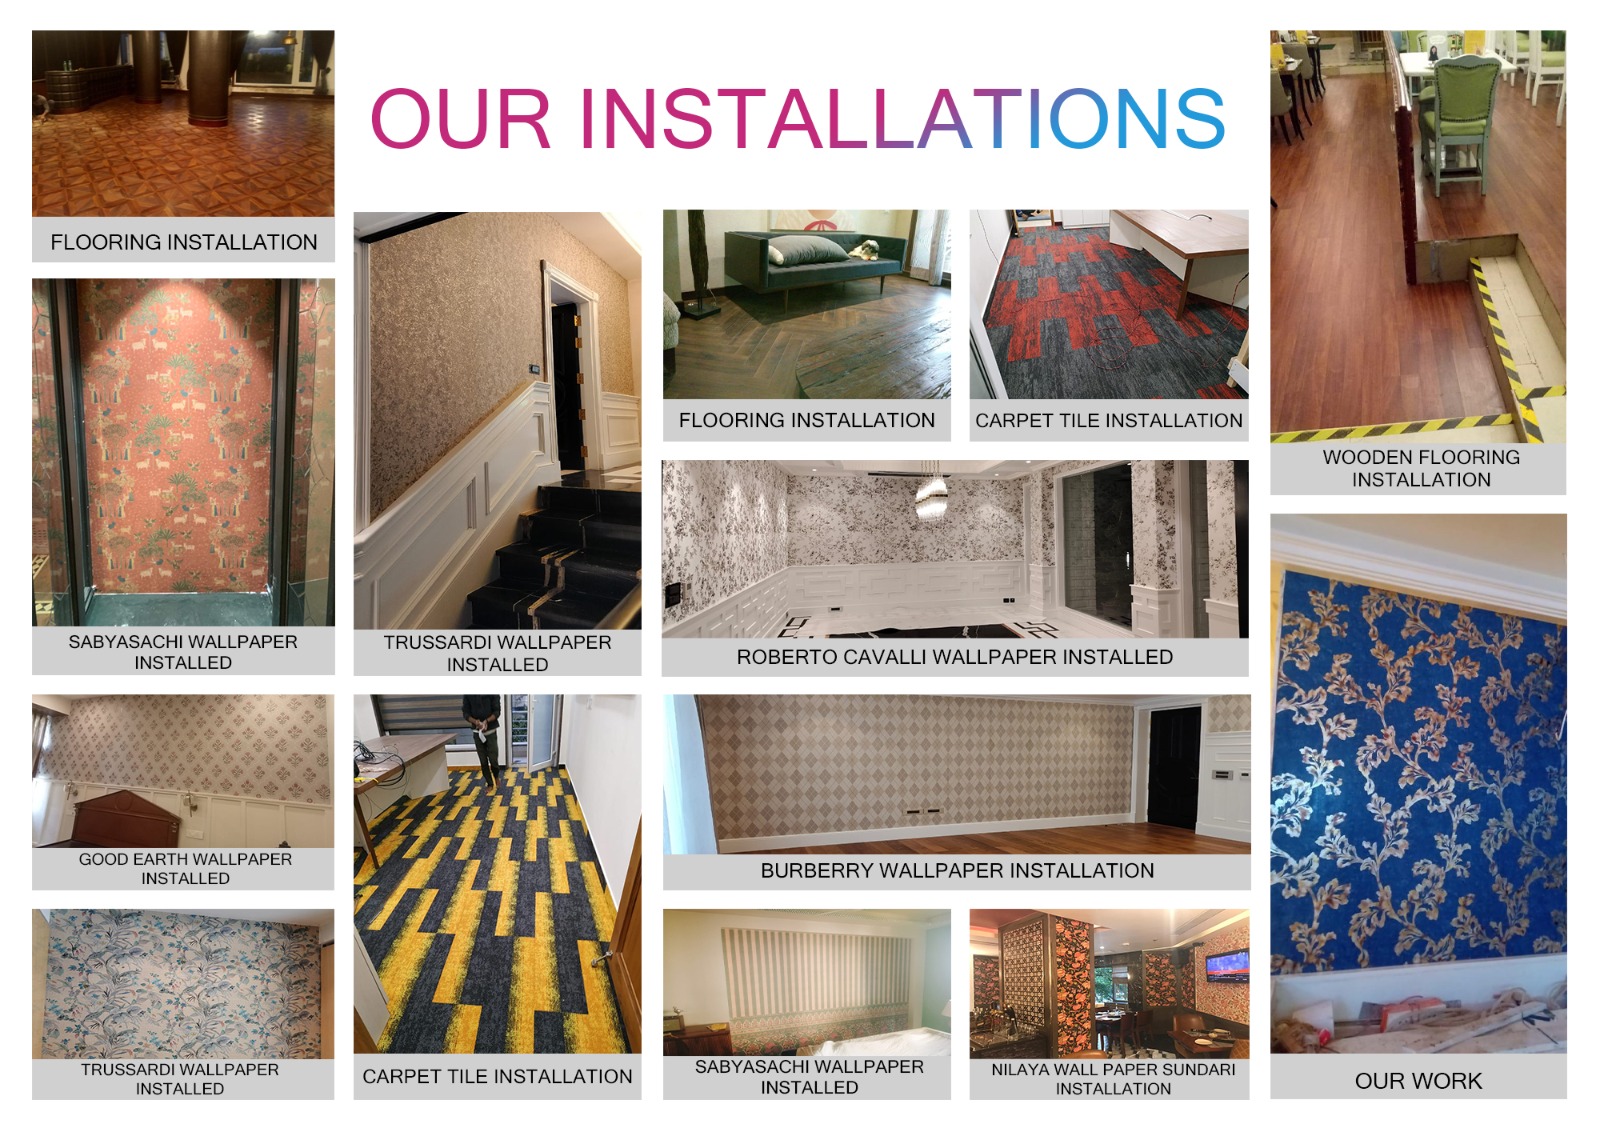 OUR INSTALLATIONS
FLOORING INSTALLATION
SABYASACHI WALLPAPER
INSTALLED
TRUSSARDI WALLPAPER
INSTALLED
FLOORING INSTALLATION
CARPET TILE INSTALLATION
WOODEN FLOORING
INSTALLATION
ROBERTO CAVALLI WALLPAPER INSTALLED
GOOD EARTH WALLPAPER
INSTALLED
BURBERRY WALLPAPER INSTALLATION
TRUSSARDI WALLPAPER
INSTALLED
CARPET TILE INSTALLATION
SABYASACHI WALLPAPER
INSTALLED
NILAYA WALL PAPER SUNDARI
INSTALLATION
OUR WORK